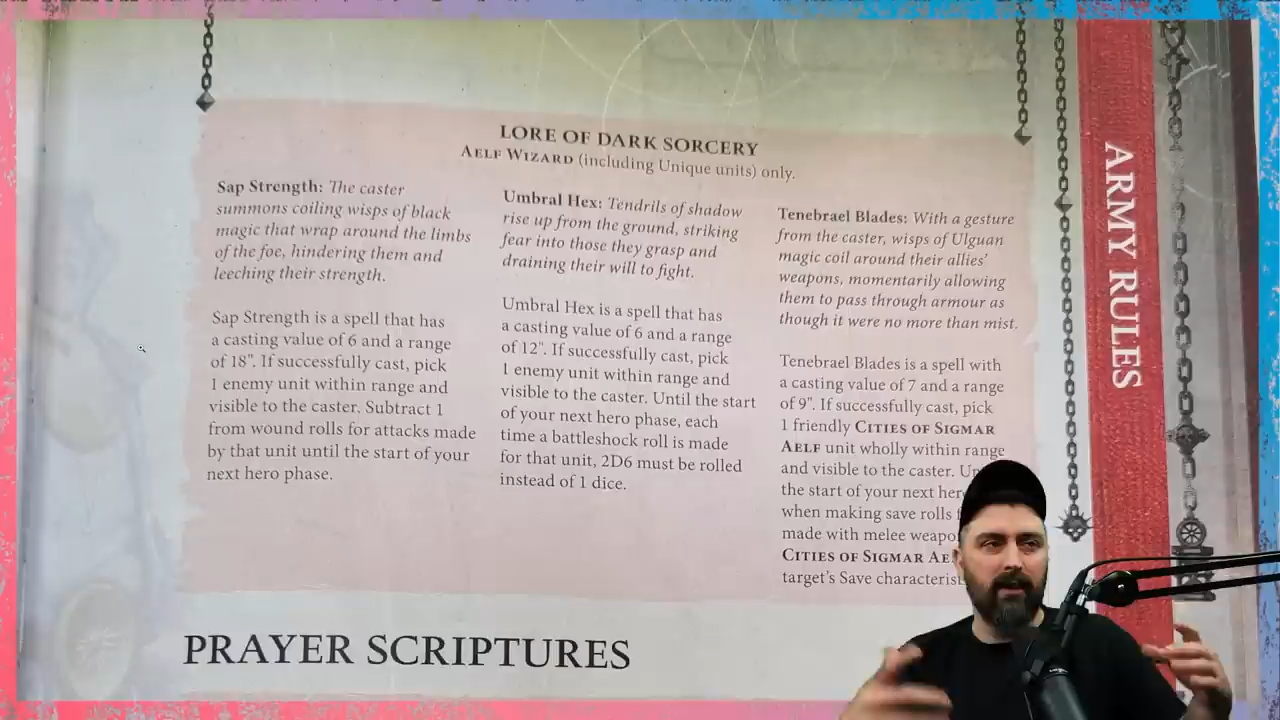 LORE OF DARK SORCERY
AELF WIZARD (including Unique units) only.
Sap Strength: The caster
summons coiling wisps of black
magic that wrap around the limbs
of the foe, hindering them and
leeching their strength.
Sap Strength is a spell that has
a casting value of 6 and a range
of 18". If successfully cast, pick
1 enemy unit within range and
visible to the caster. Subtract 1
from wound rolls for attacks made
by that unit until the start of your
next hero phase.
Umbral Hex: Tendrils of shadow
rise up from the ground, striking
fear into those they grasp and
draining their will to fight.
Umbral Hex is a spell that has
a casting value of 6 and a range
of 12". If successfully cast, pick
1 enemy unit within range and
visible to the caster. Until the start
of your next hero phase, each
time a battleshock roll is made
for that unit, 2D6 must be rolled
instead of 1 dice.
Tenebrael Blades: With a gesture
from the caster, wisps of Ulguan
magic coil around their allies'
weapons, momentarily allowing
them to pass through armour as
though it were no more than mist.
Tenebrael Blades is a spell with
a casting value of 7 and a range
of 9". If successfully cast, pick
1 friendly CITIES OF SIGMAR
AELF unit wholly within range
and visible to the caster.
the start of your next
when making save rolls
made with melee
CITIES OF SIGMAR
target's Save
ARMY RULES
PRAYER SCRIPTURES